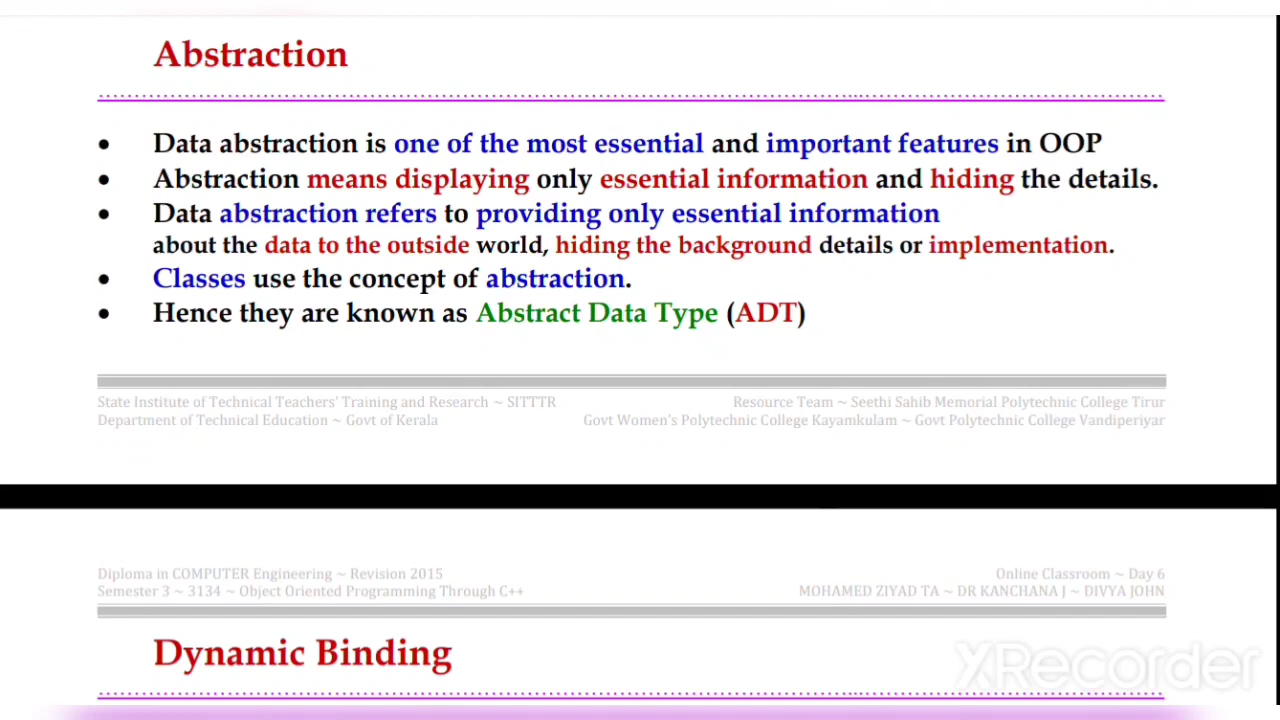 Abstraction
• Data abstraction is one of the most essential and important features in OOP
• Abstraction means displaying only essential information and hiding the details.
• Data abstraction refers to providing only essential information
about the data to the outside world, hiding the background details or implementation.
• Classes use the concept of abstraction.
• Hence they are known as Abstract Data Type (ADT)
State Institute of Technical Teachers' Training and Research ~ SITTTR
Resource Team ~ Seethi Sahib Memorial Polytechnic College Tirur
Department of Technical Education ~ Govt of Kerala
Govt Women's Polytechnic College Kayamkulam ~ Govt Polytechnic College Vandiperiyar
Diploma in COMPUTER Engineering ~ Revision 2015
Online Classroom ~ Day 6
Semester 3 ~ 3134 ~ Object Oriented Programming Through C++
MOHAMED ZIYAD TA ~ DR KANCHANA J ~ DIVYA JOHN
Dynamic Binding
XRecorder